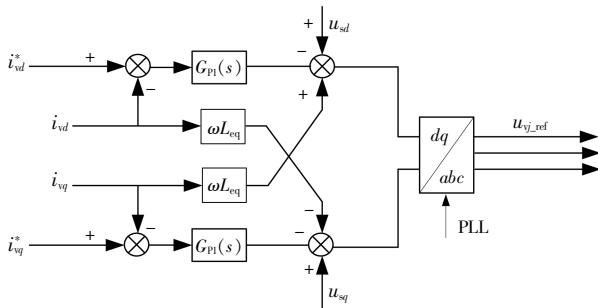 + u_sd
i*_vd + − G_PI(s) − +
i_vd ωL_eq
i_vq ωL_eq
i*_vq + − G_PI(s) − − +
u_sq
dq
abc
PLL
u_vj_ref